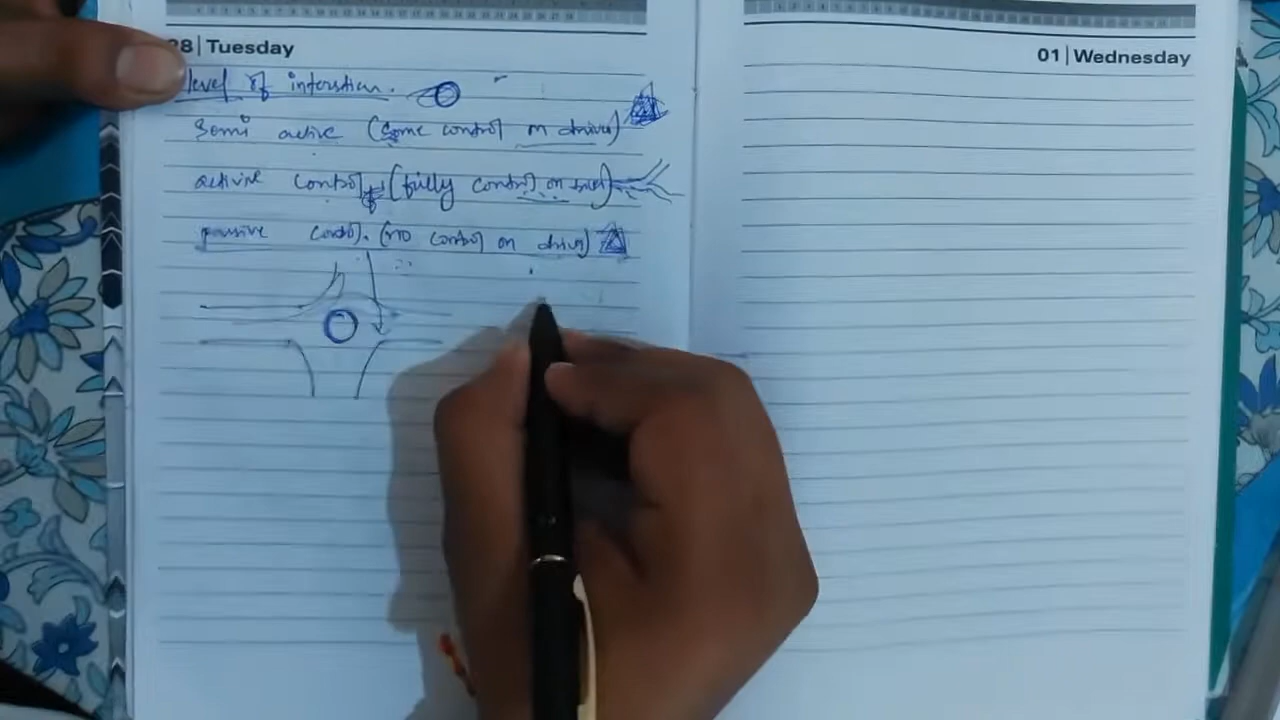 28 | Tuesday
level of interstion.
Semi active (Some control on driver)
active control (fully control on driver)
passive control. (no control on driver)
01 | Wednesday